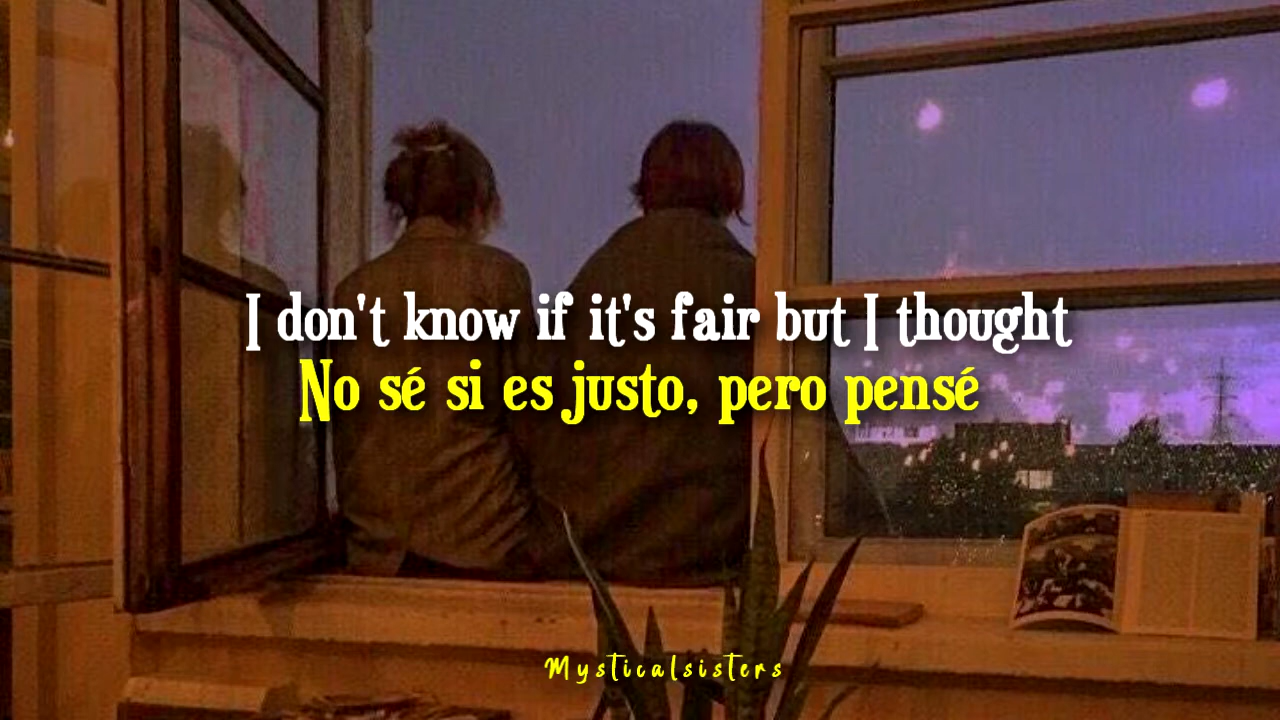 I don't know if it's fair but I thought
No sé si es justo, pero pensé
Mysticalsisters